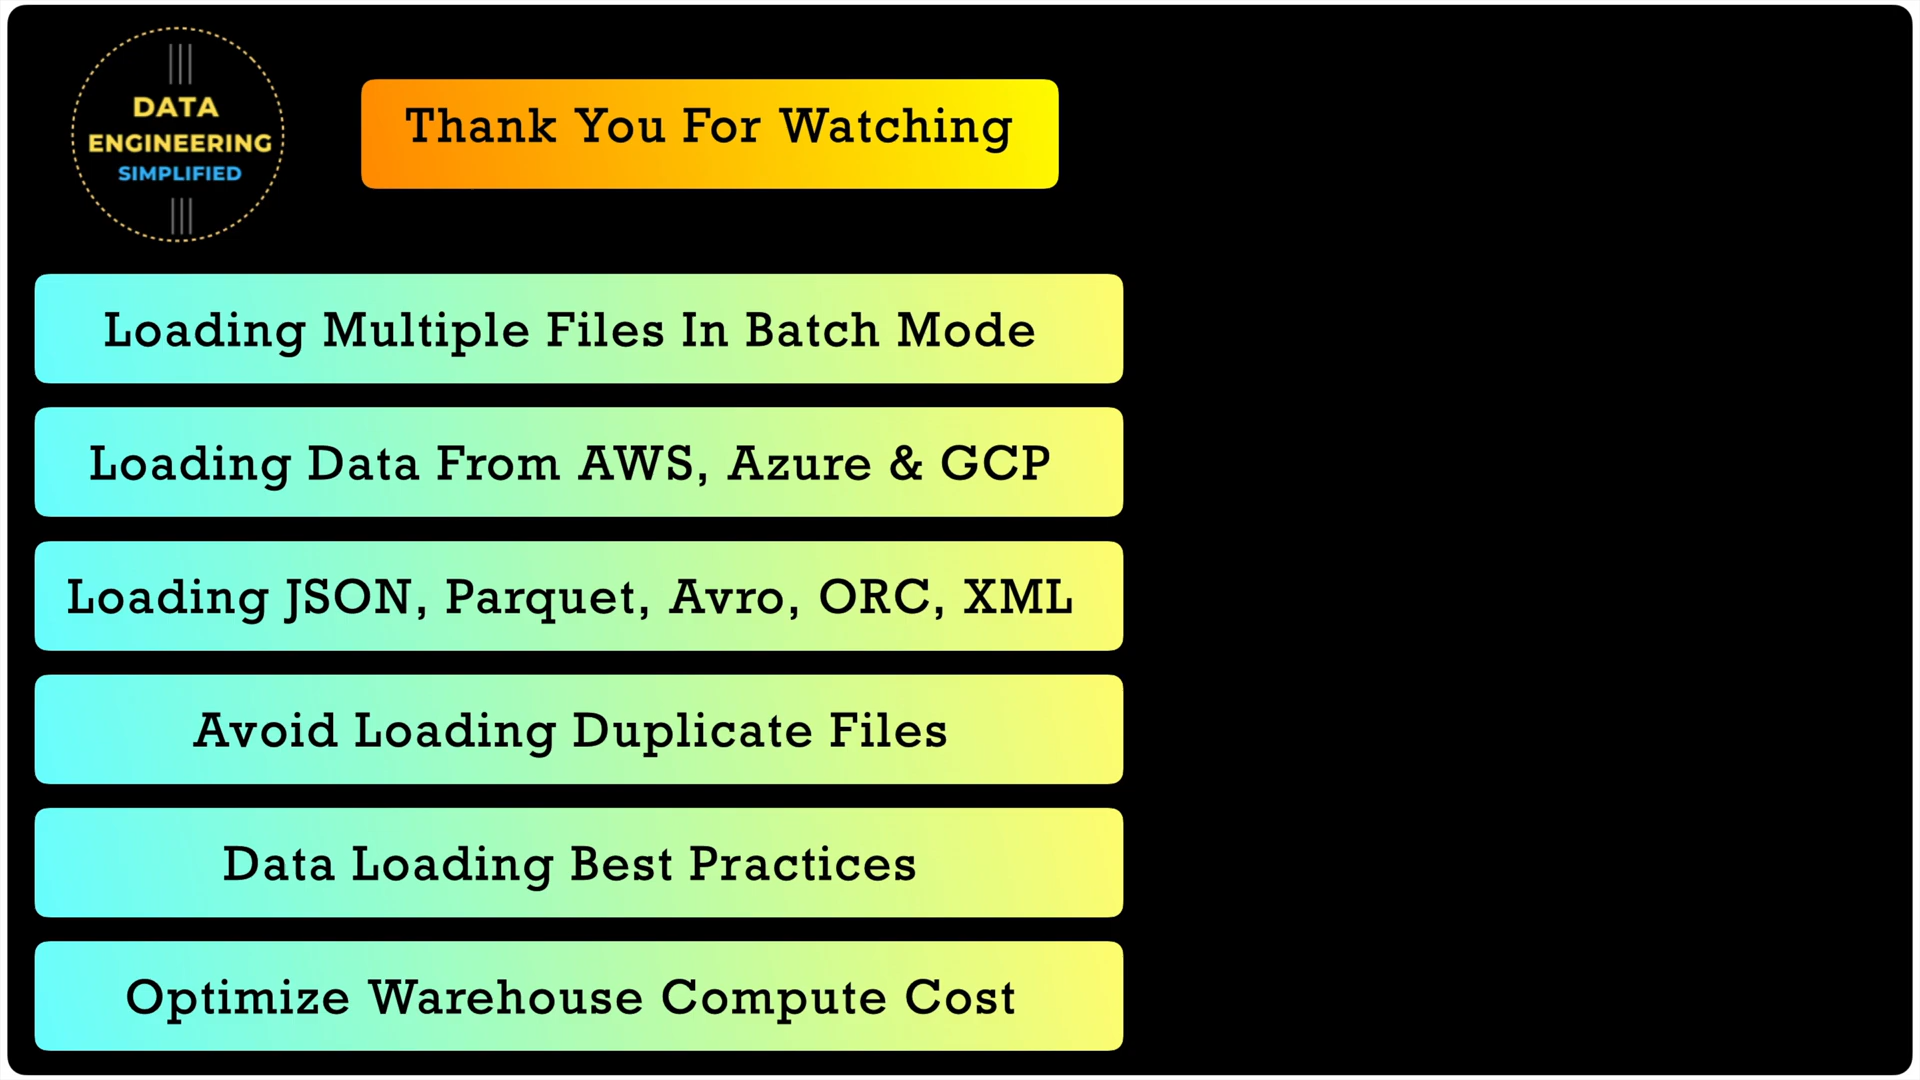 DATA
ENGINEERING
SIMPLIFIED
Thank You For Watching
Loading Multiple Files In Batch Mode
Loading Data From AWS, Azure & GCP
Loading JSON, Parquet, Avro, ORC, XML
Avoid Loading Duplicate Files
Data Loading Best Practices
Optimize Warehouse Compute Cost